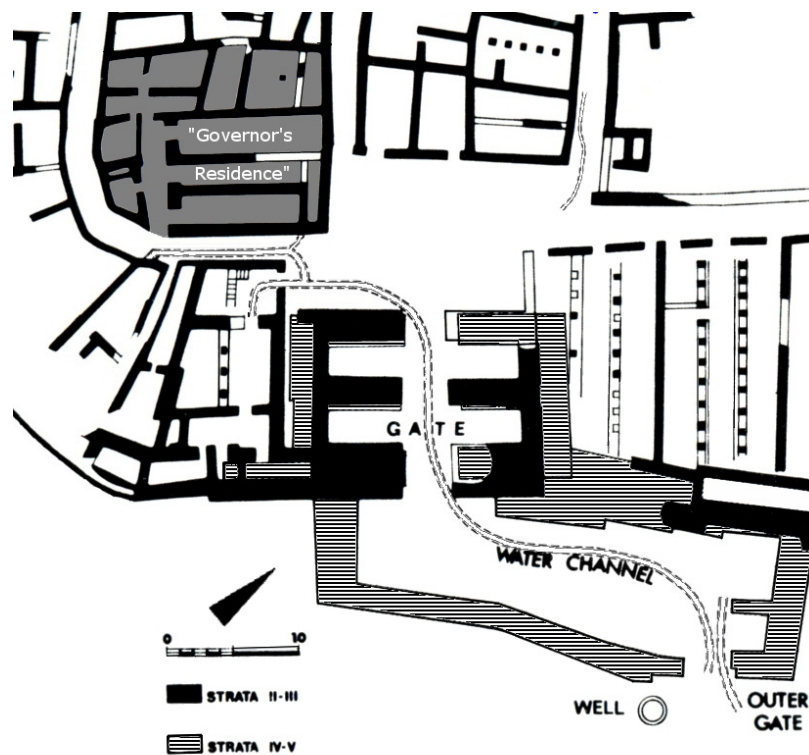 "Governor's
Residence"
GATE
WATER CHANNEL
0 10
STRATA II-III
STRATA IV-V
WELL
OUTER
GATE